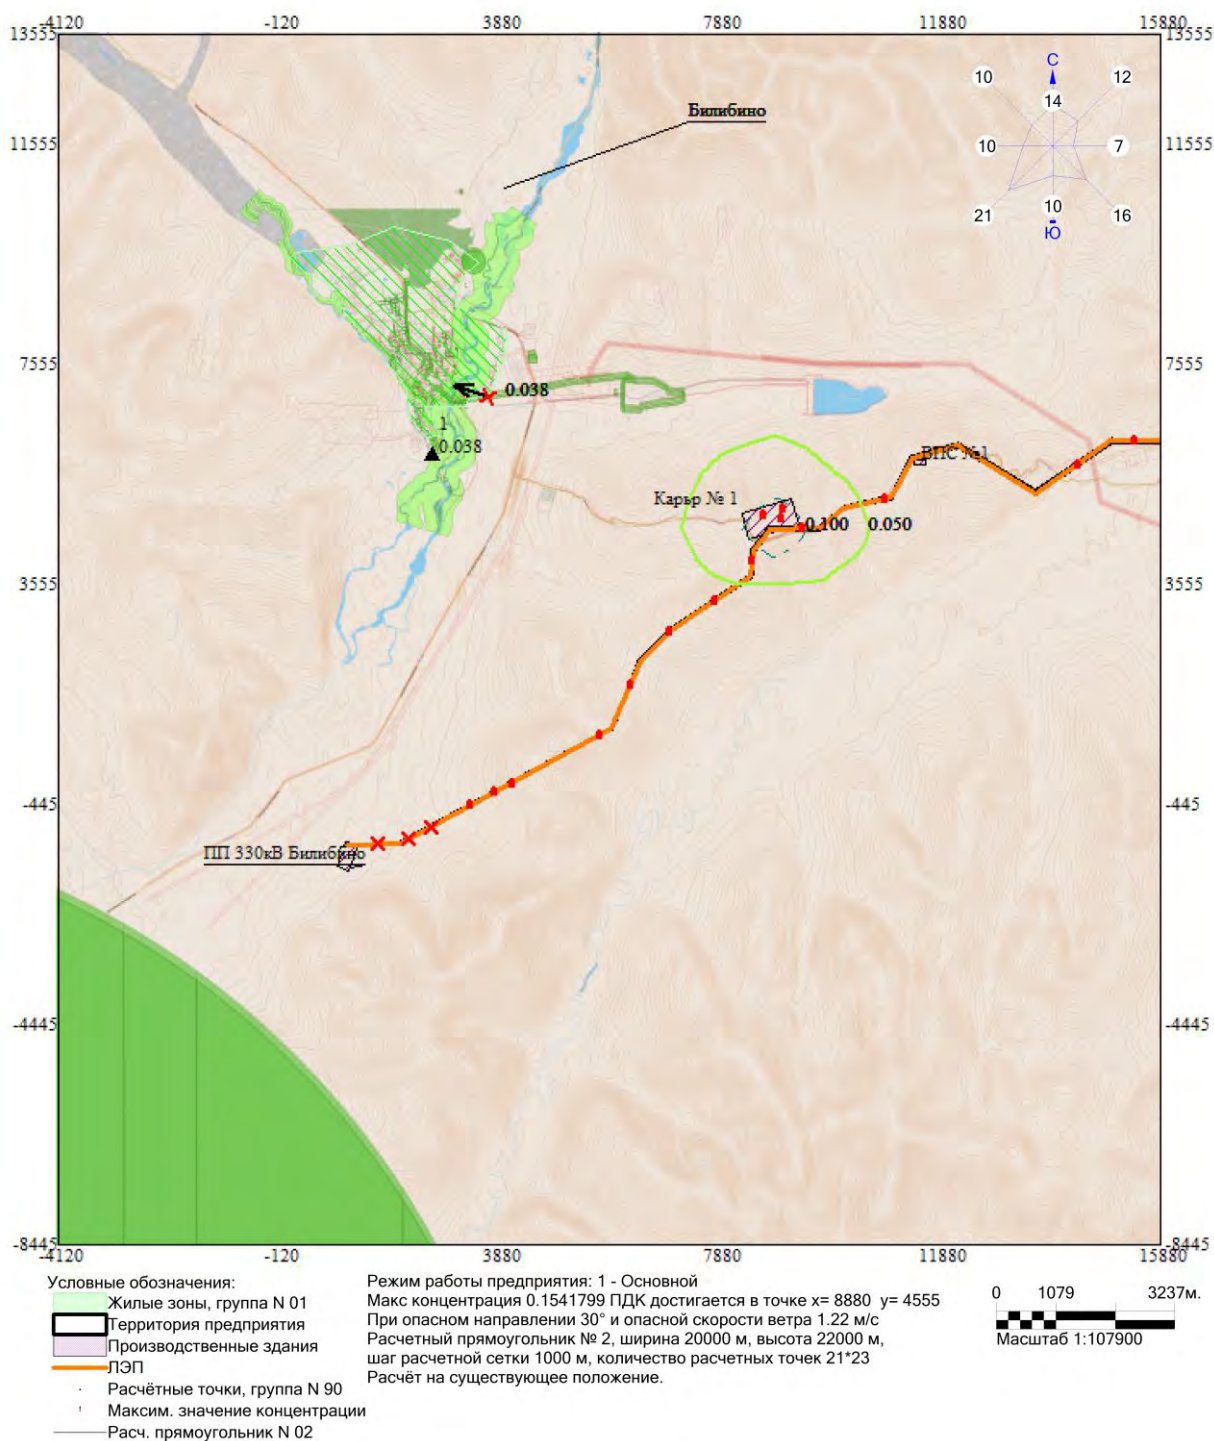 -4120 -120 3880 7880 11880 15880
13555 13555
С
10 12
14
Билибино
11555 11555
10 7
10
21 16
Ю
7555 7555
0.038
1
0.038
ВПС №1
Карьр № 1
0.100 0.050
3555 3555
-445 -445
ПП 330кВ Билибино
-4445 -4445
-8445 -8445
-4120 -120 3880 7880 11880 15880
Условные обозначения:
Жилые зоны, группа N 01
Территория предприятия
Производственные здания
ЛЭП
Расчётные точки, группа N 90
Максим. значение концентрации
Расч. прямоугольник N 02
Режим работы предприятия: 1 - Основной
Макс концентрация 0.1541799 ПДК достигается в точке x= 8880 y= 4555
При опасном направлении 30° и опасной скорости ветра 1.22 м/с
Расчетный прямоугольник № 2, ширина 20000 м, высота 22000 м,
шаг расчетной сетки 1000 м, количество расчетных точек 21*23
Расчёт на существующее положение.
0 1079 3237м.
Масштаб 1:107900